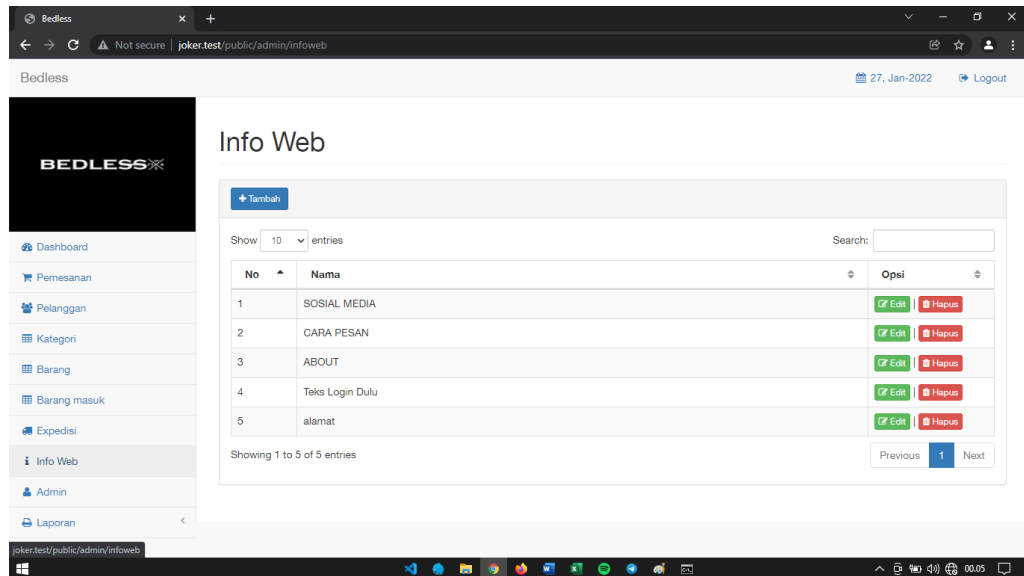 Bedless
Not secure | joker.test/public/admin/infoweb
Bedless
27, Jan-2022
Logout
BEDLESS
Dashboard
Pemesanan
Pelanggan
Kategori
Barang
Barang masuk
Expedisi
Info Web
Admin
Laporan
Info Web
Tambah
Show 10 entries
Search:
No Nama Opsi
1 SOSIAL MEDIA Edit | Hapus
2 CARA PESAN Edit | Hapus
3 ABOUT Edit | Hapus
4 Teks Login Dulu Edit | Hapus
5 alamat Edit | Hapus
Showing 1 to 5 of 5 entries
Previous 1 Next
joker.test/public/admin/infoweb
00.05